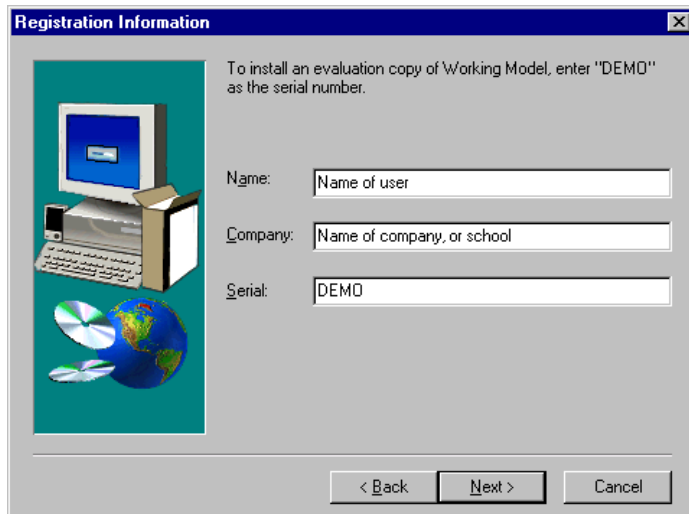 Registration Information
To install an evaluation copy of Working Model, enter "DEMO"
as the serial number.
Name: Name of user
Company: Name of company, or school
Serial: DEMO
< Back Next > Cancel